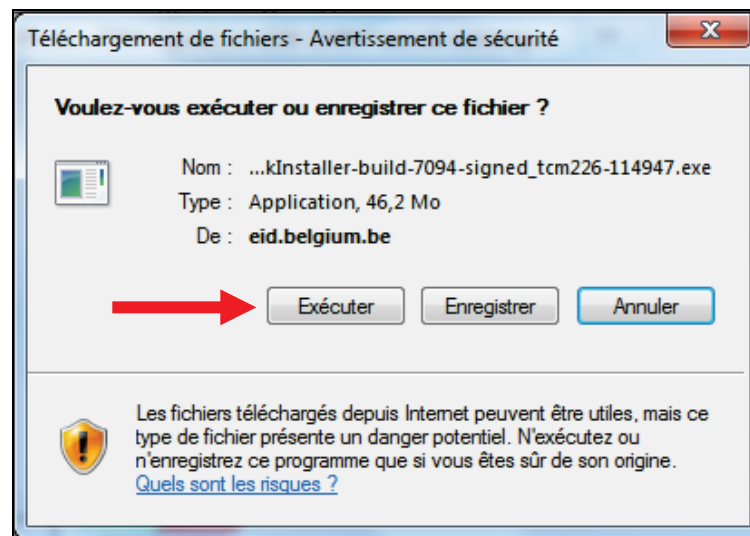 Téléchargement de fichiers - Avertissement de sécurité
Voulez-vous exécuter ou enregistrer ce fichier ?
Nom : ...kInstaller-build-7094-signed_tcm226-114947.exe
Type : Application, 46,2 Mo
De : eid.belgium.be
Exécuter Enregistrer Annuler
Les fichiers téléchargés depuis Internet peuvent être utiles, mais ce
type de fichier présente un danger potentiel. N'exécutez ou
n'enregistrez ce programme que si vous êtes sûr de son origine.
Quels sont les risques ?